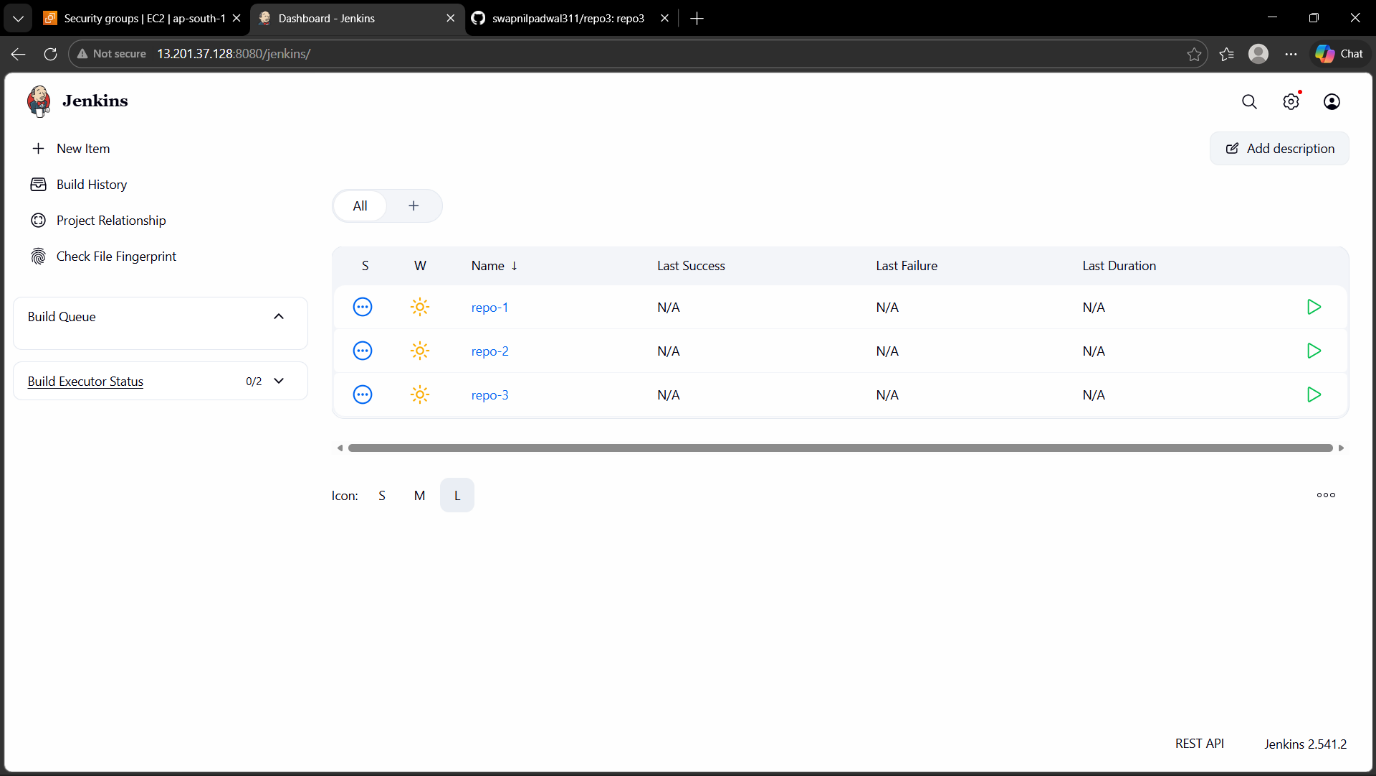 Security groups | EC2 | ap-south-1
Dashboard - Jenkins
swapnilpadwal311/repo3: repo3
Not secure 13.201.37.128:8080/jenkins/
Chat
Jenkins
New Item
Add description
Build History
Project Relationship
Check File Fingerprint
All +
S W Name ↓ Last Success Last Failure Last Duration
repo-1 N/A N/A N/A
repo-2 N/A N/A N/A
repo-3 N/A N/A N/A
Build Queue
Build Executor Status 0/2
Icon: S M L
REST API Jenkins 2.541.2